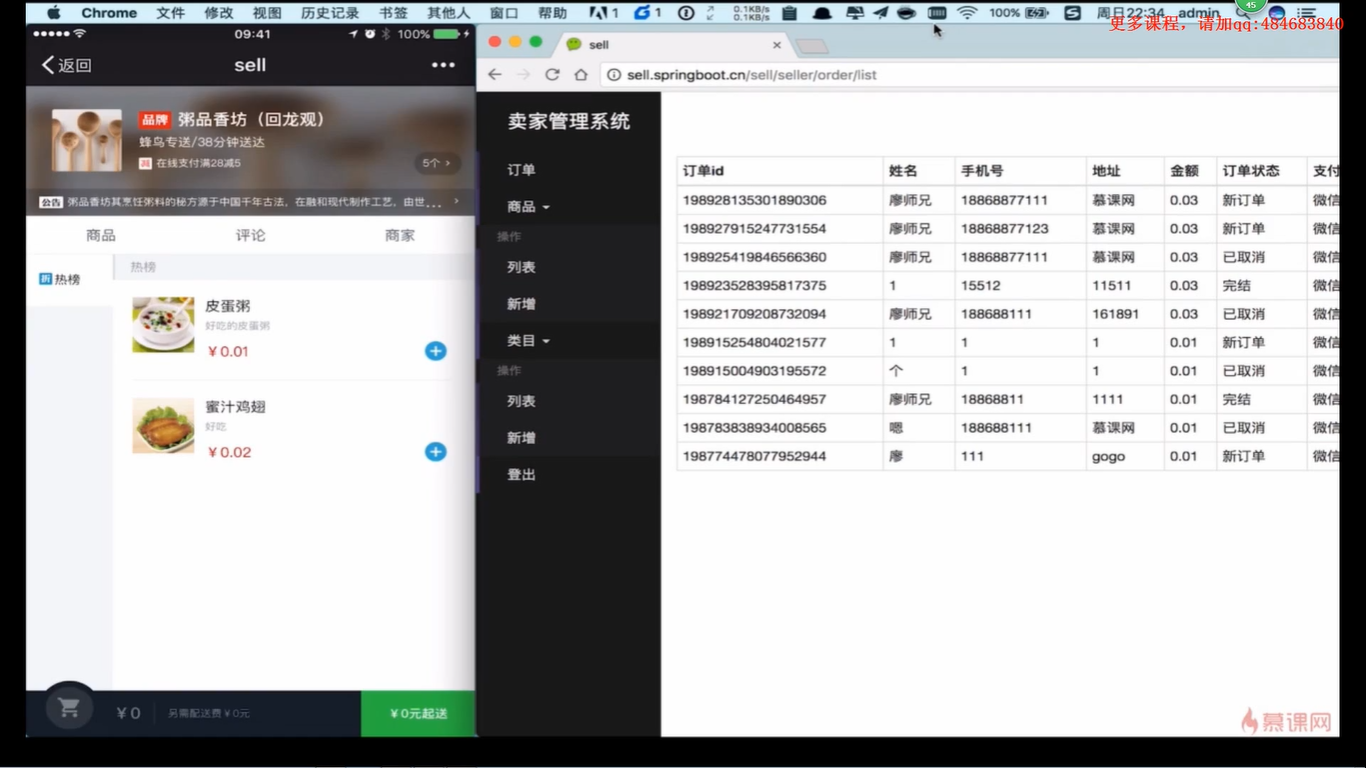 Chrome 文件 修改 视图 历史记录 书签 其他人 窗口 帮助 1 1 0.1KB/s 0.1KB/s 100% 周日22:34 admin
45
更多课程，请加qq:484683840
09:41 100%
返回 sell
品牌 粥品香坊（回龙观）
蜂鸟专送/38分钟送达
减 在线支付满28减5 5个 >
公告 粥品香坊其烹饪粥料的秘方源于中国千年古法，在融和现代制作工艺，由世... >
商品 评论 商家
折 热榜
热榜
皮蛋粥
好吃的皮蛋粥
￥0.01
蜜汁鸡翅
好吃
￥0.02
￥0 另需配送费￥0元 ￥0元起送
sell
sell.springboot.cn/sell/seller/order/list
卖家管理系统
订单
商品
操作
列表
新增
类目
操作
列表
新增
登出
订单id 姓名 手机号 地址 金额 订单状态 支付
198928135301890306 廖师兄 18868877111 慕课网 0.03 新订单 微信
198927915247731554 廖师兄 18868877123 慕课网 0.03 新订单 微信
198925419846566360 廖师兄 18868877111 慕课网 0.03 已取消 微信
198923528395817375 1 15512 11511 0.03 完结 微信
198921709208732094 廖师兄 188688111 161891 0.03 已取消 微信
198915254804021577 1 1 1 0.01 新订单 微信
198915004903195572 个 1 1 0.01 已取消 微信
198784127250464957 廖师兄 18868811 1111 0.01 完结 微信
198783838934008565 嗯 188688111 慕课网 0.01 已取消 微信
198774478077952944 廖 111 gogo 0.01 新订单 微信
慕课网